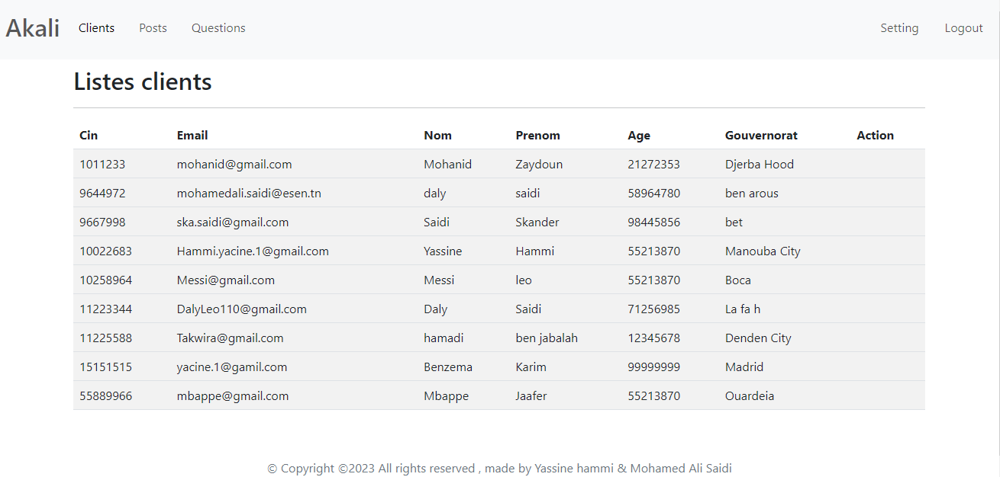 Akali Clients Posts Questions Setting Logout
Listes clients
Cin Email Nom Prenom Age Gouvernorat Action
1011233 mohanid@gmail.com Mohanid Zaydoun 21272353 Djerba Hood
9644972 mohamedali.saidi@esen.tn daly saidi 58964780 ben arous
9667998 ska.saidi@gmail.com Saidi Skander 98445856 bet
10022683 Hammi.yacine.1@gmail.com Yassine Hammi 55213870 Manouba City
10258964 Messi@gmail.com Messi leo 55213870 Boca
11223344 DalyLeo110@gmail.com Daly Saidi 71256985 La fa h
11225588 Takwira@gmail.com hamadi ben jabalah 12345678 Denden City
15151515 yacine.1@gamil.com Benzema Karim 99999999 Madrid
55889966 mbappe@gmail.com Mbappe Jaafer 55213870 Ouardeia
© Copyright ©2023 All rights reserved , made by Yassine hammi & Mohamed Ali Saidi